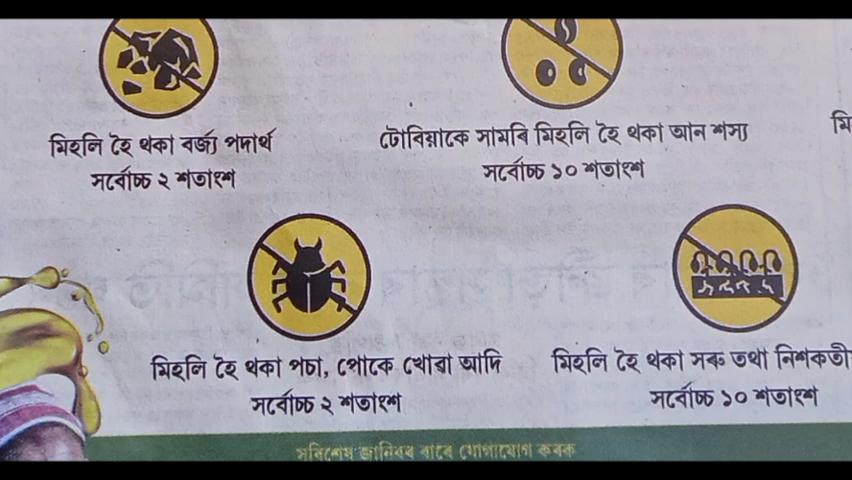 মিহলি হৈ থকা বৰ্জ্য পদাৰ্থ
সৰ্বোচ্চ ২ শতাংশ
টোৰিয়াকে সামৰি মিহলি হৈ থকা আন শস্য
সৰ্বোচ্চ ১০ শতাংশ
মি
মিহলি হৈ থকা পচা, পোকে খোৱা আদি
সৰ্বোচ্চ ২ শতাংশ
মিহলি হৈ থকা সৰু তথা নিশকতী
সৰ্বোচ্চ ১০ শতাংশ
সবিশেষ জানিবৰ বাবে যোগাযোগ কৰক